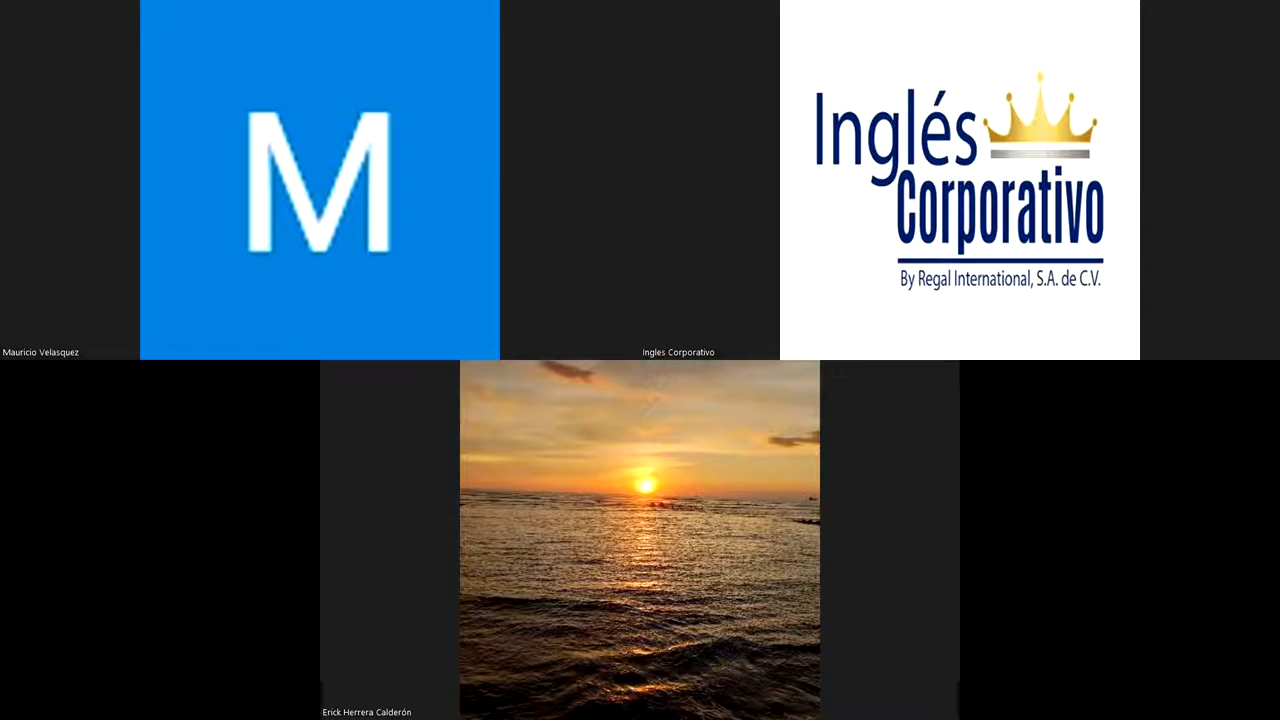 M
Inglés
Corporativo
By Regal International, S.A. de C.V.
Mauricio Velasquez
Ingles Corporativo
Erick Herrera Calderón